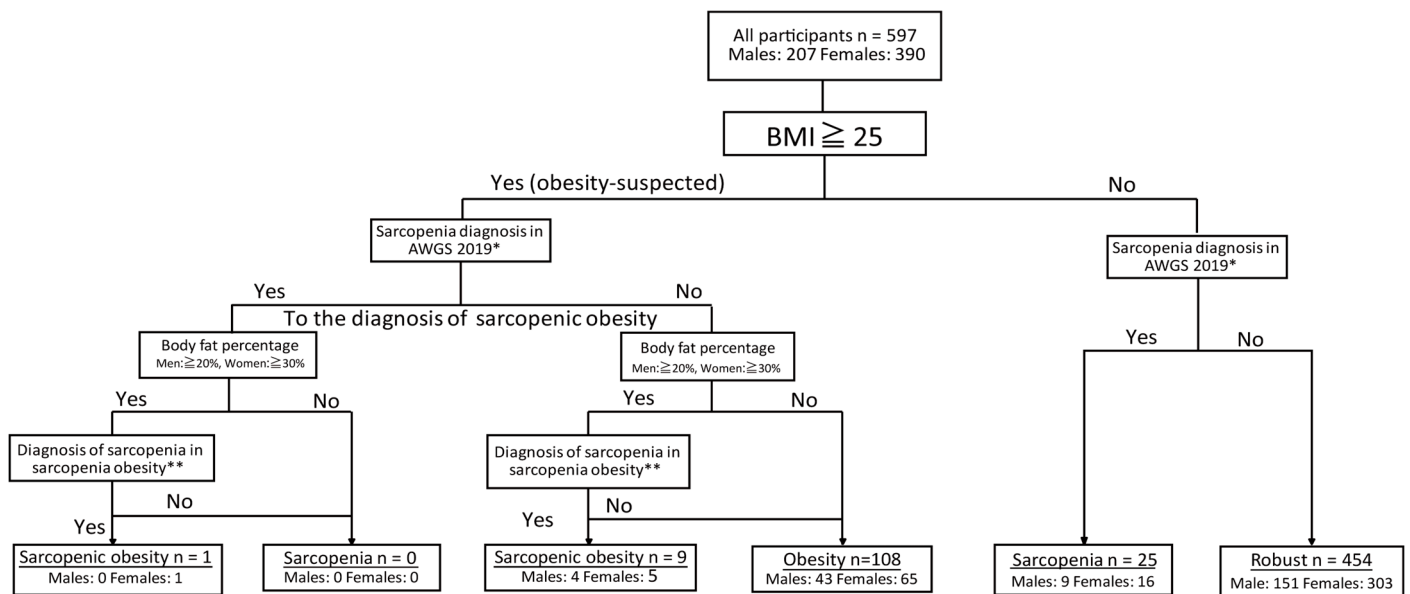 All participants n = 597
Males: 207 Females: 390
BMI ≧ 25
Yes (obesity-suspected)
No
Sarcopenia diagnosis in
AWGS 2019*
Sarcopenia diagnosis in
AWGS 2019*
Yes
No
To the diagnosis of sarcopenic obesity
Yes
No
Body fat percentage
Men:≧20%, Women:≧30%
Body fat percentage
Men:≧20%, Women:≧30%
Yes
No
Yes
No
Diagnosis of sarcopenia in
sarcopenia obesity**
Diagnosis of sarcopenia in
sarcopenia obesity**
No
Yes
No
Yes
Sarcopenic obesity n = 1
Males: 0 Females: 1
Sarcopenia n = 0
Males: 0 Females: 0
Sarcopenic obesity n = 9
Males: 4 Females: 5
Obesity n=108
Males: 43 Females: 65
Sarcopenia n = 25
Males: 9 Females: 16
Robust n = 454
Male: 151 Females: 303